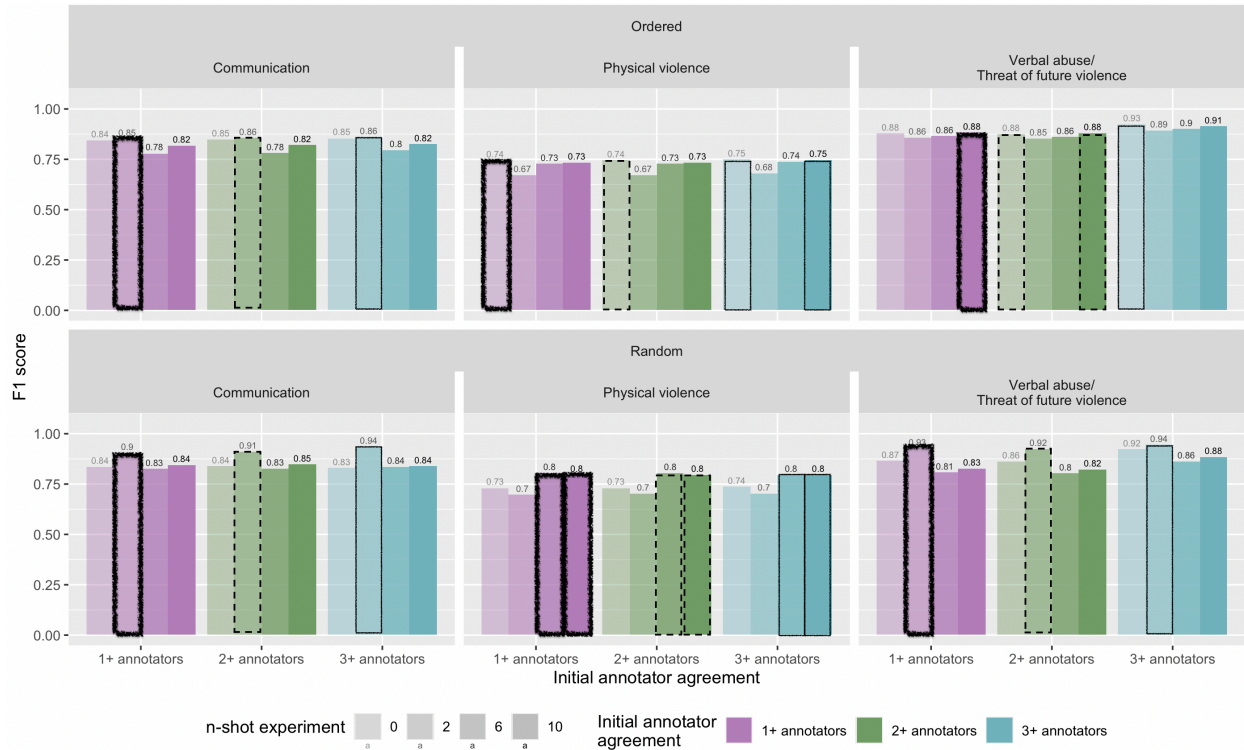 Ordered
Communication
Physical violence
Verbal abuse/
Threat of future violence
F1 score
1.00
0.75
0.50
0.25
0.00
0.84 0.85 0.78 0.82 0.85 0.86 0.78 0.82 0.85 0.86 0.8 0.82
0.74 0.67 0.73 0.73 0.74 0.67 0.73 0.73 0.75 0.68 0.74 0.75
0.88 0.86 0.86 0.88 0.88 0.85 0.86 0.88 0.93 0.89 0.9 0.91
Random
Communication
Physical violence
Verbal abuse/
Threat of future violence
1.00
0.75
0.50
0.25
0.00
0.84 0.9 0.83 0.84 0.84 0.91 0.83 0.85 0.83 0.94 0.84 0.84
0.73 0.7 0.8 0.8 0.73 0.7 0.8 0.8 0.74 0.7 0.8 0.8
0.87 0.93 0.81 0.83 0.86 0.92 0.8 0.82 0.92 0.94 0.86 0.88
1+ annotators 2+ annotators 3+ annotators
1+ annotators 2+ annotators 3+ annotators
1+ annotators 2+ annotators 3+ annotators
Initial annotator agreement
n-shot experiment
a 0 a 2 a 6 a 10
Initial annotator
agreement
1+ annotators 2+ annotators 3+ annotators